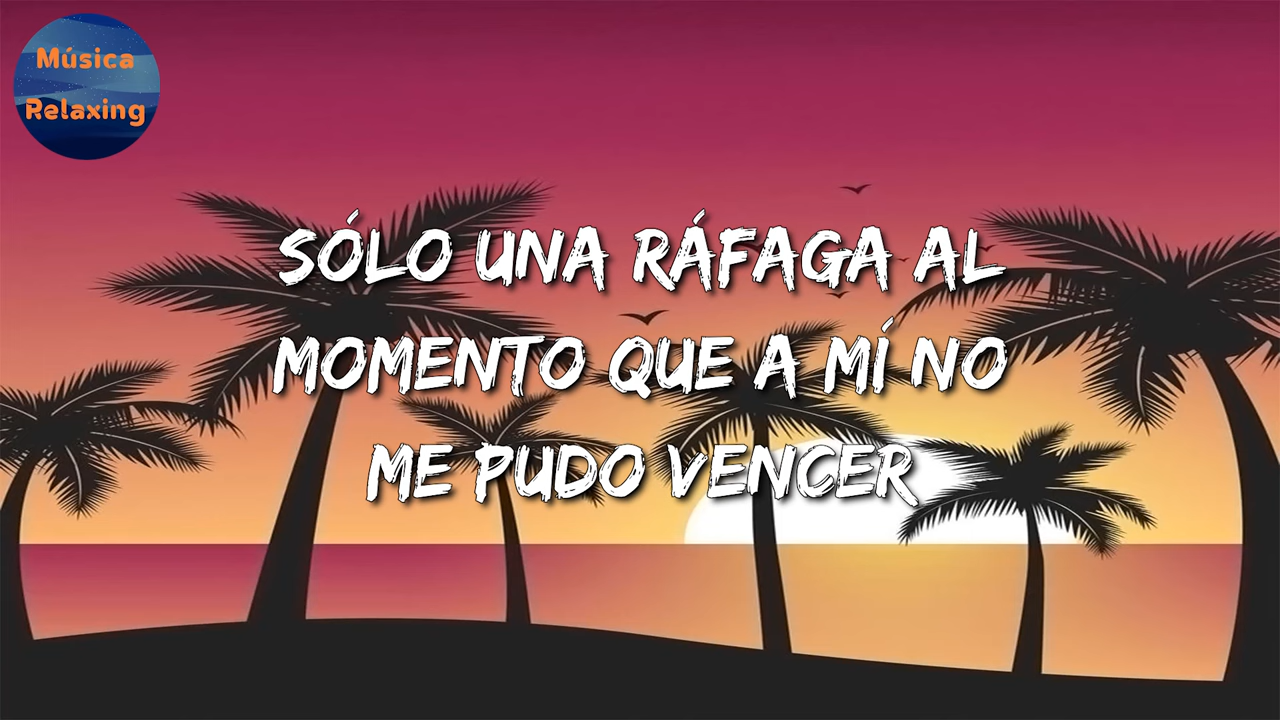 Música
Relaxing
SÓLO UNA RÁFAGA AL
MOMENTO QUE A MÍ NO
ME PUDO VENCER